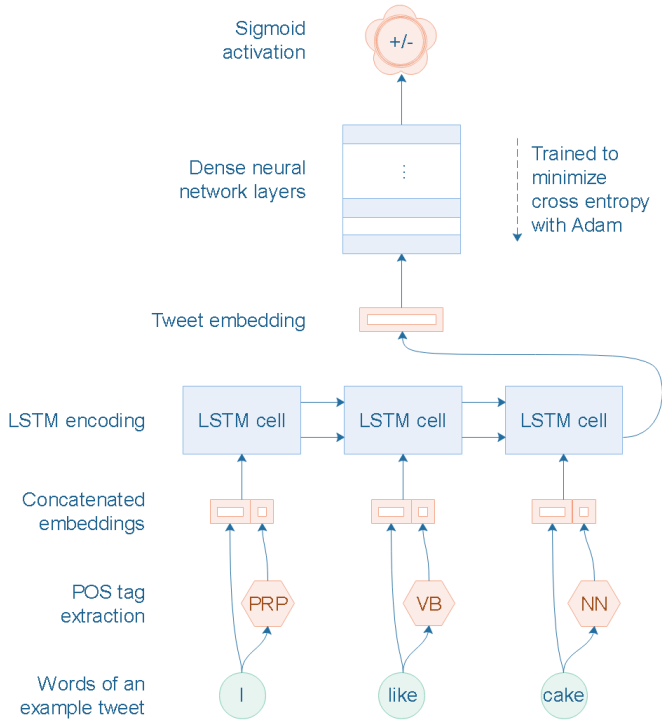 Sigmoid
activation
+/-
Dense neural
network layers
⋮
Trained to
minimize
cross entropy
with Adam
Tweet embedding
LSTM encoding
LSTM cell
LSTM cell
LSTM cell
Concatenated
embeddings
POS tag
extraction
PRP
VB
NN
Words of an
example tweet
I
like
cake